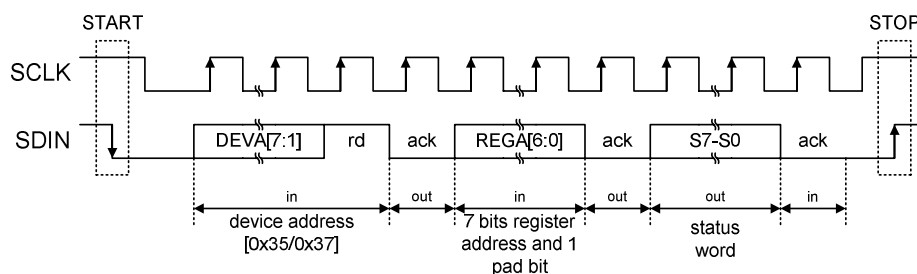 START
STOP
SCLK
SDIN
DEVA[7:1]
rd
ack
REGA[6:0]
ack
S7-S0
ack
in
out
in
out
out
in
device address
[0x35/0x37]
7 bits register
address and 1
pad bit
status
word